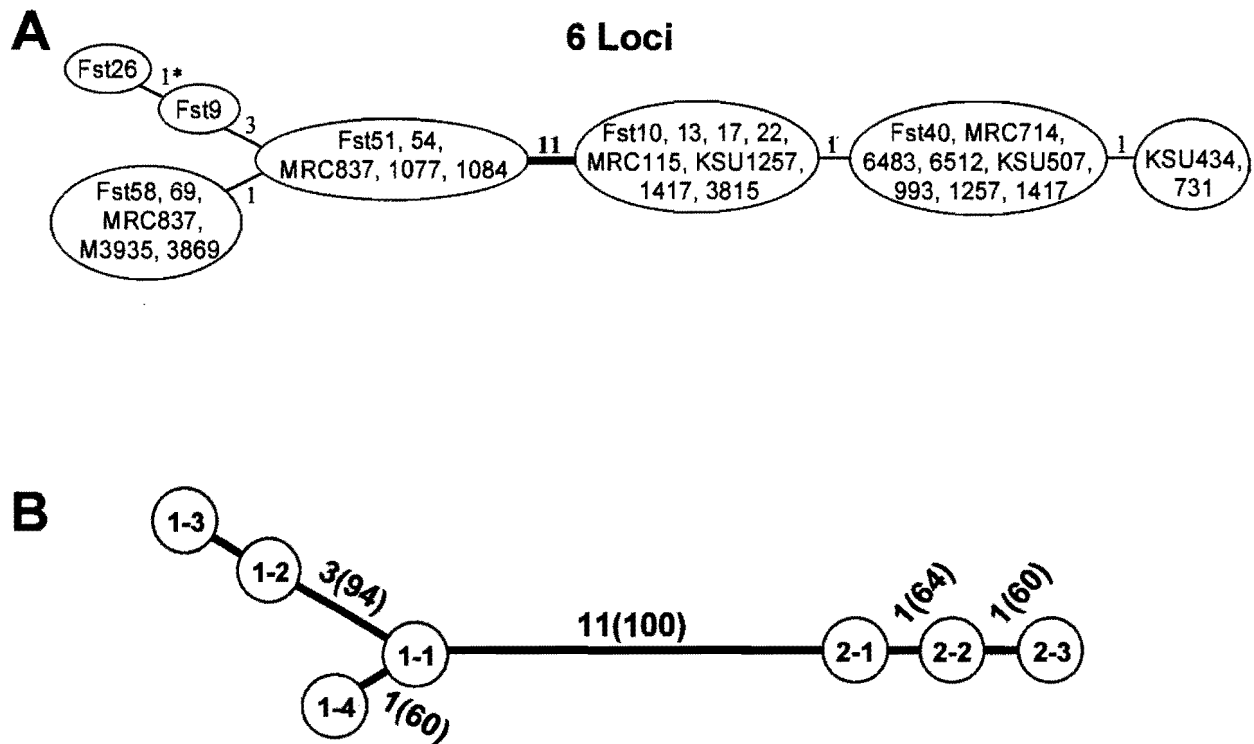 A
6 Loci
Fst26
1*
Fst9
3
Fst51, 54,
MRC837, 1077, 1084
11
Fst10, 13, 17, 22,
MRC115, KSU1257,
1417, 3815
1
Fst40, MRC714,
6483, 6512, KSU507,
993, 1257, 1417
1
KSU434,
731
Fst58, 69,
MRC837,
M3935, 3869
1
B
1-3
1-2
3(94)
1-1
1-4
1(60)
11(100)
2-1
1(64)
2-2
1(60)
2-3